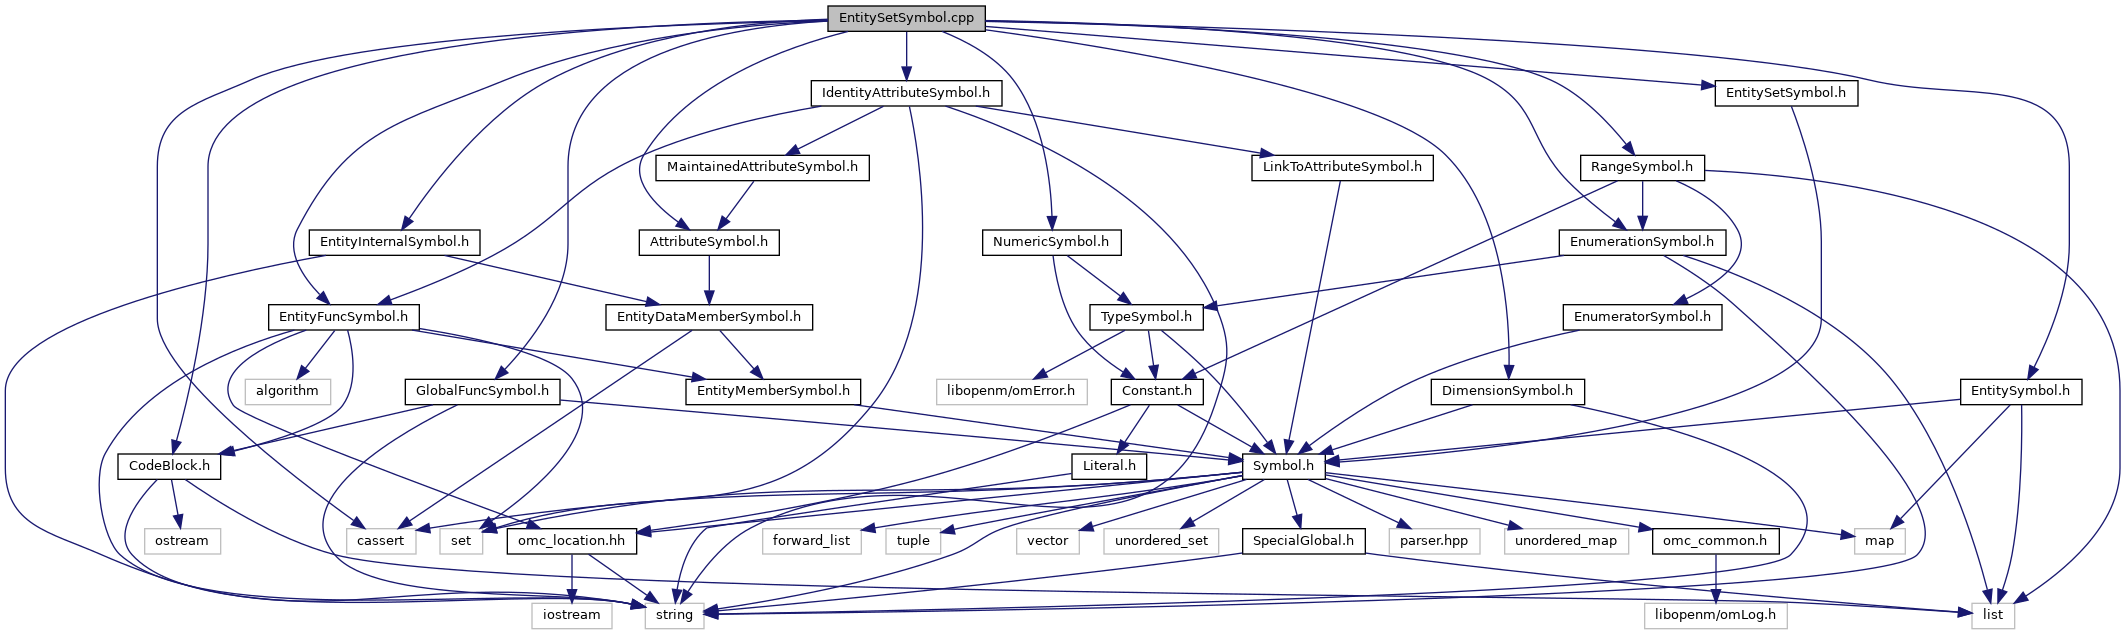 EntitySetSymbol.cpp
IdentityAttributeSymbol.h
EntitySetSymbol.h
MaintainedAttributeSymbol.h
LinkToAttributeSymbol.h
RangeSymbol.h
EntityInternalSymbol.h
AttributeSymbol.h
NumericSymbol.h
EnumerationSymbol.h
EntityFuncSymbol.h
EntityDataMemberSymbol.h
TypeSymbol.h
EnumeratorSymbol.h
algorithm
GlobalFuncSymbol.h
EntityMemberSymbol.h
libopenm/omError.h
Constant.h
DimensionSymbol.h
EntitySymbol.h
CodeBlock.h
Literal.h
Symbol.h
ostream
cassert
set
omc_location.hh
forward_list
tuple
vector
unordered_set
SpecialGlobal.h
parser.hpp
unordered_map
omc_common.h
map
iostream
string
libopenm/omLog.h
list